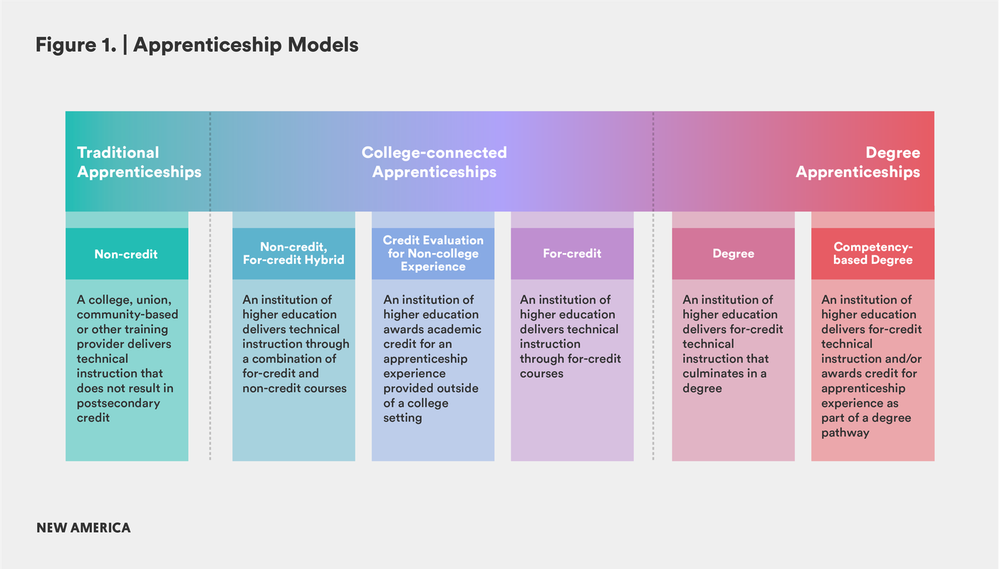 Figure 1. | Apprenticeship Models
Traditional
Apprenticeships
College-connected
Apprenticeships
Degree
Apprenticeships
Non-credit
A college, union,
community-based
or other training
provider delivers
technical
instruction that
does not result in
postsecondary
credit
Non-credit,
For-credit Hybrid
An institution of
higher education
delivers technical
instruction through
a combination of
for-credit and
non-credit courses
Credit Evaluation
for Non-college
Experience
An institution of
higher education
awards academic
credit for an
apprenticeship
experience
provided outside
of a college
setting
For-credit
An institution of
higher education
delivers technical
instruction
through for-credit
courses
Degree
An institution of
higher education
delivers for-credit
technical
instruction that
culminates in a
degree
Competency-
based Degree
An institution of
higher education
delivers for-credit
technical
instruction and/or
awards credit for
apprenticeship
experience as
part of a degree
pathway
NEW AMERICA